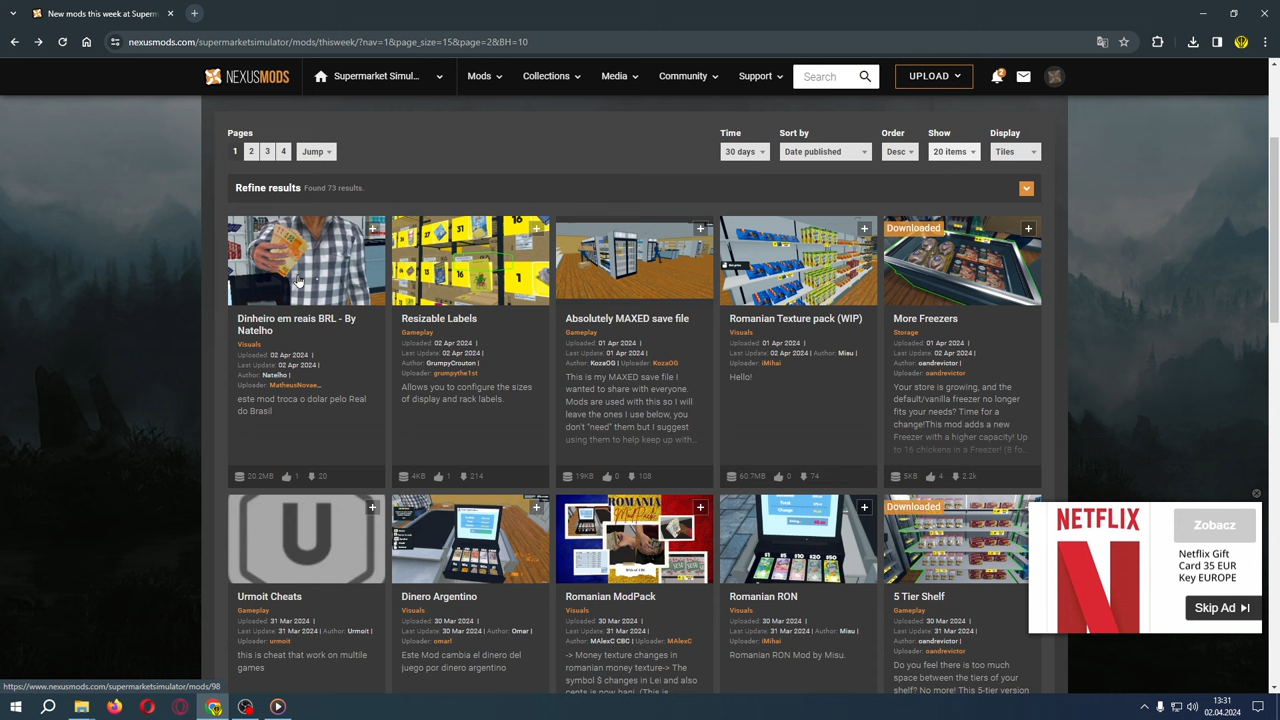 New mods this week at Superm
nexusmods.com/supermarketsimulator/mods/thisweek/?nav=1&page_size=15&page=2&BH=10
NEXUSMODS
Supermarket Simul...
Mods
Collections
Media
Community
Support
Search
UPLOAD
2
Pages
1 2 3 4 Jump
Time
30 days
Sort by
Date published
Order
Desc
Show
20 items
Display
Tiles
Refine results Found 73 results.
Dinheiro em reais BRL - By
Natelho
Visuals
Uploaded: 02 Apr 2024 |
Last Update: 02 Apr 2024 |
Author: Natelho |
Uploader: MatheusNovae...
este mod troca o dolar pelo Real
do Brasil
20.2MB 1 20
Resizable Labels
Gameplay
Uploaded: 02 Apr 2024 |
Last Update: 02 Apr 2024 |
Author: GrumpyCrouton |
Uploader: grumpythe1st
Allows you to configure the sizes
of display and rack labels.
4KB 1 214
Absolutely MAXED save file
Gameplay
Uploaded: 01 Apr 2024 |
Last Update: 01 Apr 2024 |
Author: KozaOG | Uploader: KozaOG
This is my MAXED save file I
wanted to share with everyone.
Mods are used with this so I will
leave the ones I use below, you
don't "need" them but I suggest
using them to help keep up with...
19KB 0 108
Romanian Texture pack (WIP)
Visuals
Uploaded: 01 Apr 2024 |
Last Update: 02 Apr 2024 | Author: Misu |
Uploader: iMihai
Hello!
60.7MB 0 74
Downloaded
More Freezers
Storage
Uploaded: 01 Apr 2024 |
Last Update: 02 Apr 2024 |
Author: oandrevictor |
Uploader: oandrevictor
Your store is growing, and the
default/vanilla freezer no longer
fits your needs? Time for a
change!This mod adds a new
Freezer with a higher capacity! Up
to 16 chickens in a Freezer! (8 fo...
5KB 4 2.2k
Urmoit Cheats
Gameplay
Uploaded: 31 Mar 2024 |
Last Update: 31 Mar 2024 | Author: Urmoit |
Uploader: urmoit
this is cheat that work on multile
games
Dinero Argentino
Visuals
Uploaded: 31 Mar 2024 |
Last Update: 30 Mar 2024 | Author: Omar |
Uploader: omarl
Este Mod cambia el dinero del
juego por dinero argentino
ROMANIA
Romanian ModPack
Visuals
Uploaded: 30 Mar 2024 |
Last Update: 31 Mar 2024 |
Author: MAlexC CBC | Uploader: MAlexC
-> Money texture changes in
romanian money texture-> The
symbol $ changes in Lei and also
cents is now bani. (This is
$1 $5 $10 $20 $50
Romanian RON
Visuals
Uploaded: 30 Mar 2024 |
Last Update: 31 Mar 2024 | Author: Misu |
Uploader: iMihai
Romanian RON Mod by Misu.
Downloaded
5 Tier Shelf
Gameplay
Uploaded: 30 Mar 2024 |
Last Update: 31 Mar 2024 |
Author: oandrevictor |
Uploader: oandrevictor
Do you feel there is too much
space between the tiers of your
shelf? No more! This 5-tier version
NETFLIX
Zobacz
Netflix Gift
Card 35 EUR
Key EUROPE
Skip Ad
https://www.nexusmods.com/supermarketsimulator/mods/98
13:31
02.04.2024